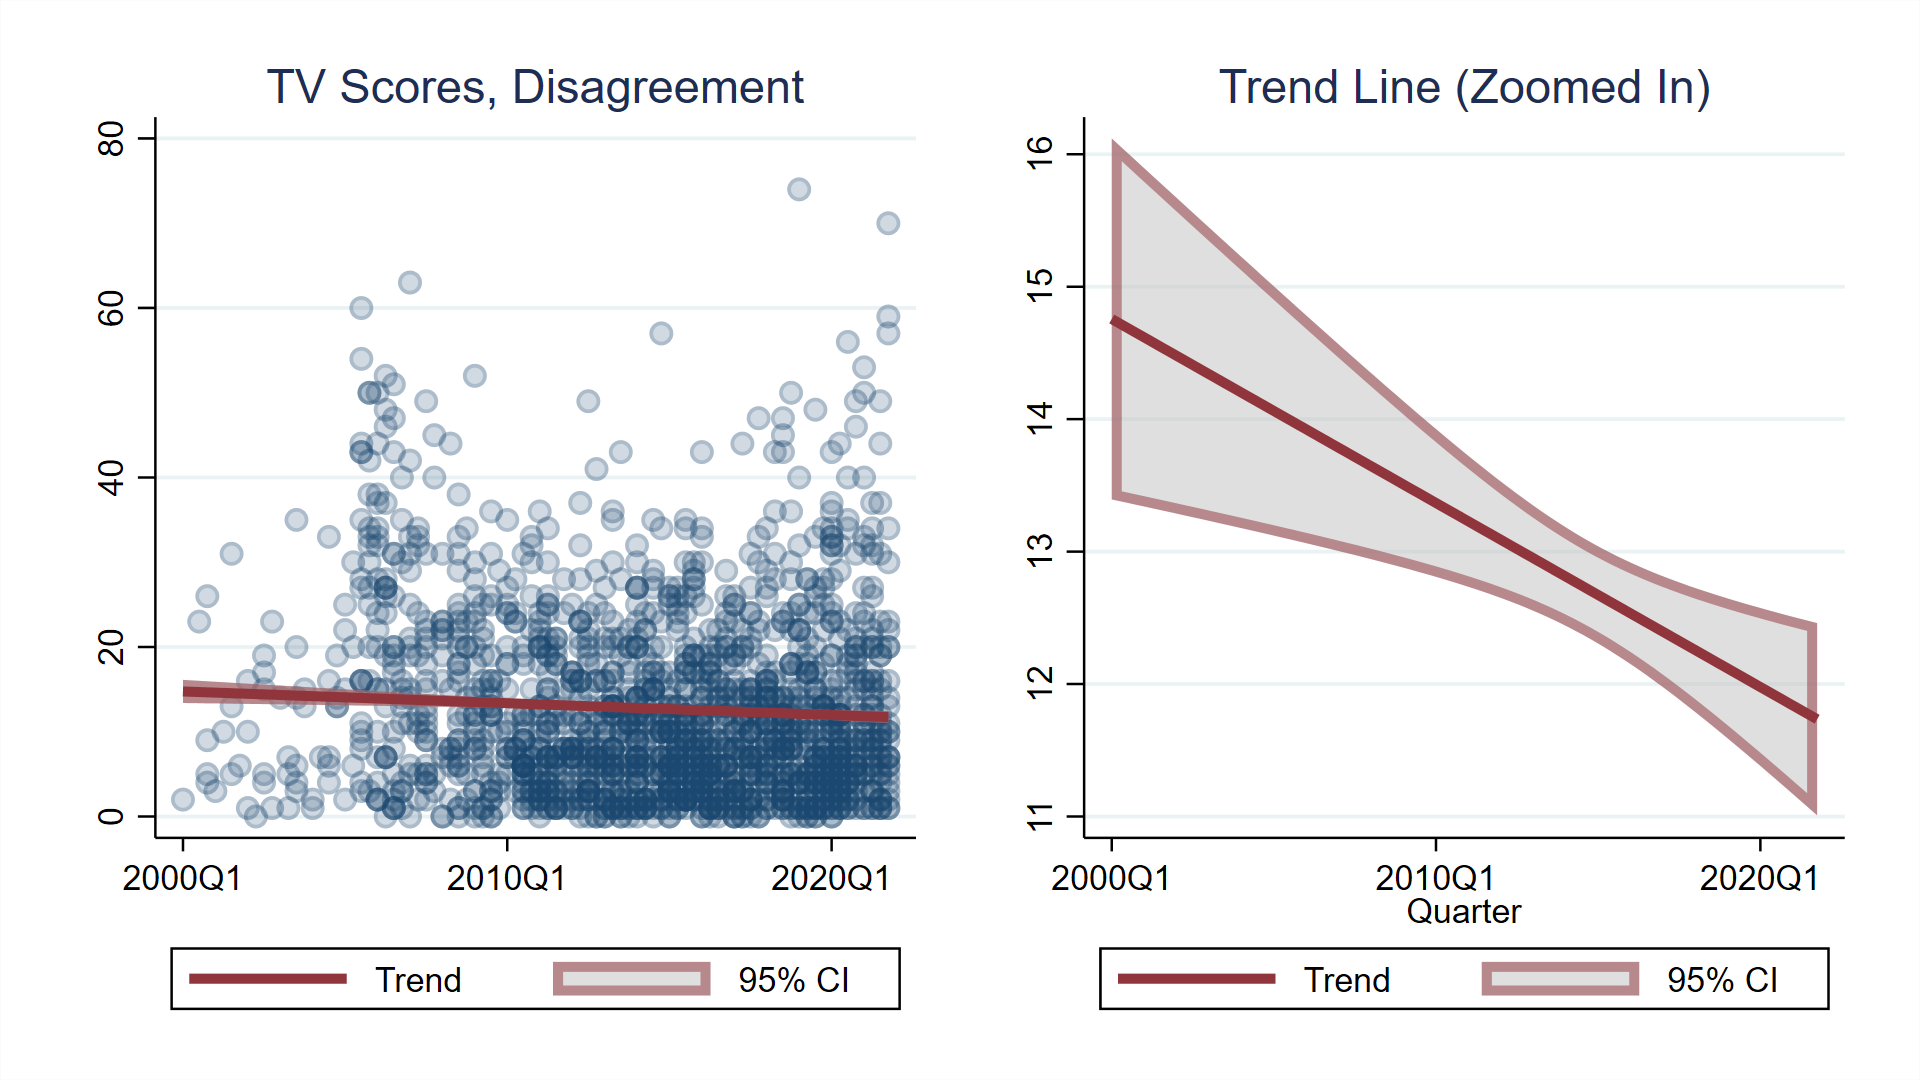 TV Scores, Disagreement
80
60
40
20
0
2000Q1
2010Q1
2020Q1
Trend
95% CI
Trend Line (Zoomed In)
16
15
14
13
12
11
2000Q1
2010Q1
2020Q1
Quarter
Trend
95% CI